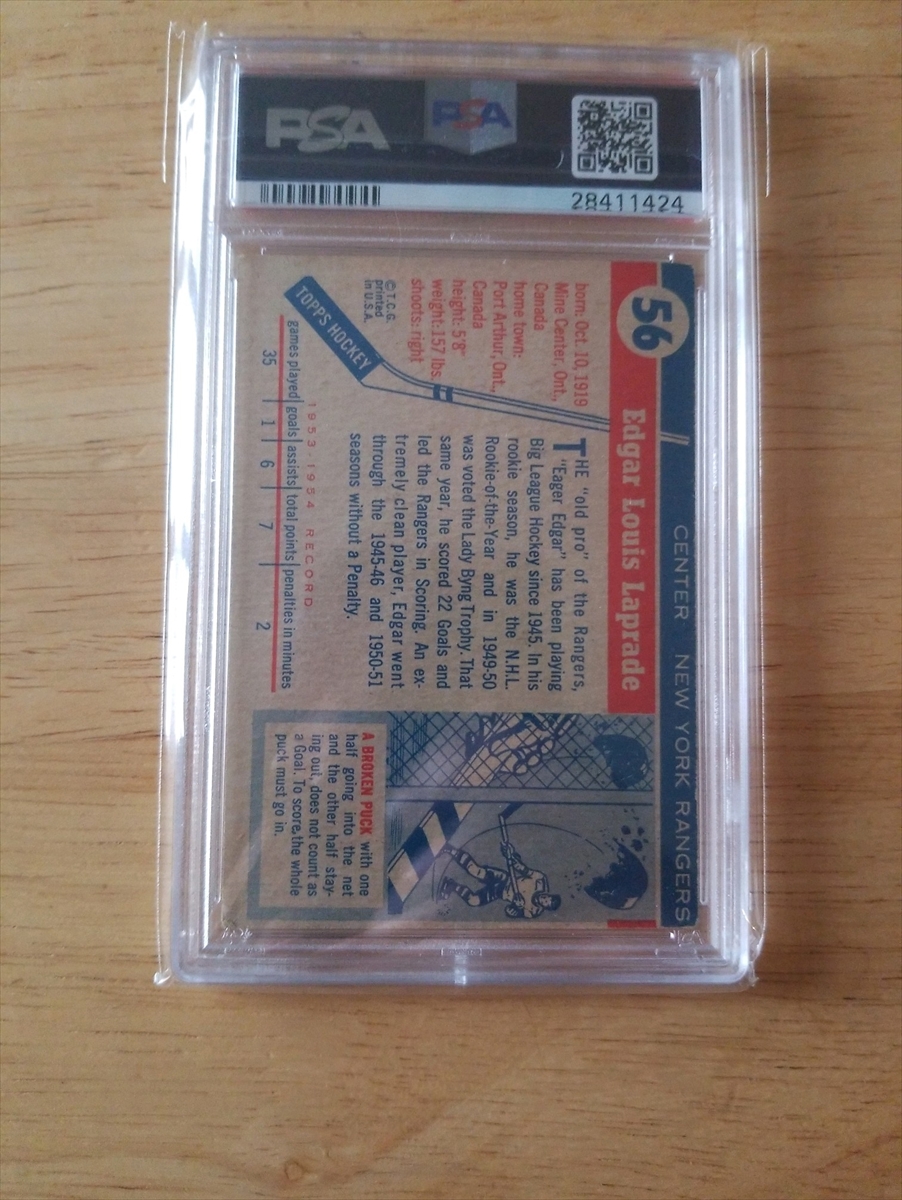 PSA
PSA
28411424
CENTER NEW YORK RANGERS
56
Edgar Louis Laprade
born: Oct. 10, 1919
Mine Center, Ont.,
Canada
home town:
Port Arthur, Ont.,
Canada
height: 5'8"
weight: 157 lbs.
shoots: right
© T.C.G.
printed
in U.S.A.
TOPPS HOCKEY
THE "old pro" of the Rangers,
"Eager Edgar" has been playing
Big League Hockey since 1945. In his
rookie season, he was the N.H.L.
Rookie-of-the-Year and in 1949-50
was voted the Lady Byng Trophy. That
same year, he scored 22 Goals and
led the Rangers in Scoring. An ex-
tremely clean player, Edgar went
through the 1945-46 and 1950-51
seasons without a Penalty.
1953-1954 RECORD
games played goals assists total points penalties in minutes
35 1 6 7 2
A BROKEN PUCK with one
half going into the net
and the other half stay-
ing out, does not count as
a Goal. To score, the whole
puck must go in.